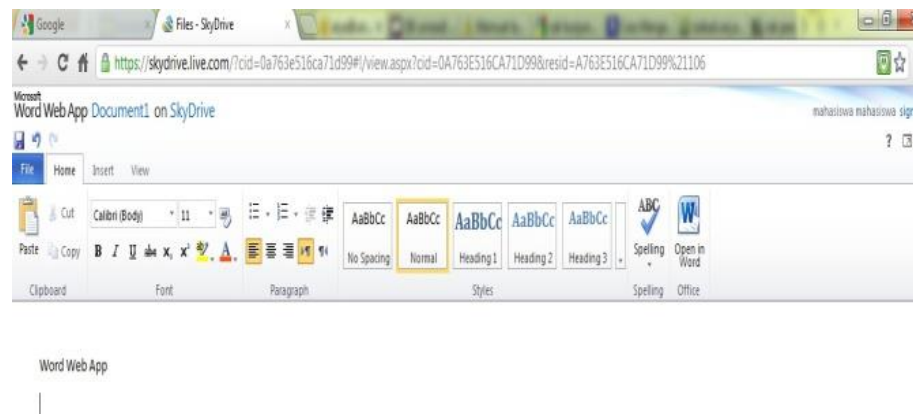 Google
Files - SkyDrive
https://skydrive.live.com/?cid=0a763e516ca71d99#!/view.aspx?cid=0A763E516CA71D99&resid=A763E516CA71D99%21106
Microsoft
Word Web App Document1 on SkyDrive
mahasiswa mahasiswa sign
?
File Home Insert View
Cut Calibri (Body) 11 AaBbCc AaBbCc AaBbCc AaBbCc AaBbCc ABC W
Paste Copy B I U abc x, x² A No Spacing Normal Heading 1 Heading 2 Heading 3 Spelling Open in Word
Clipboard Font Paragraph Styles Spelling Office
Word Web App